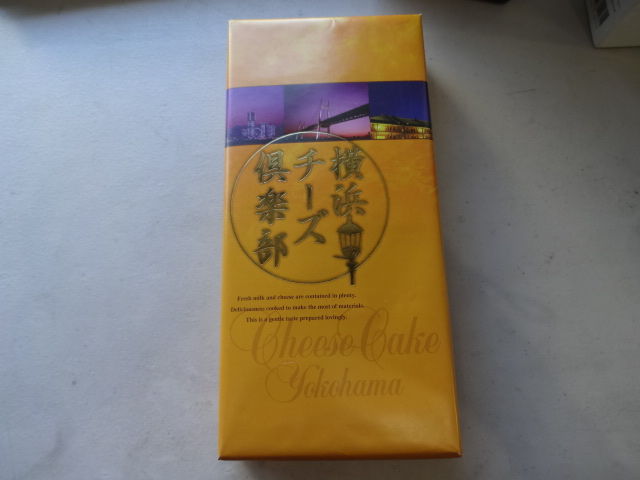 横浜
チーズ
倶楽部
Fresh milk and cheese are contained in plenty.
Deliciousness cooked to make the most of materials.
This is a gentle taste prepared lovingly.
Cheese Cake
Yokohama